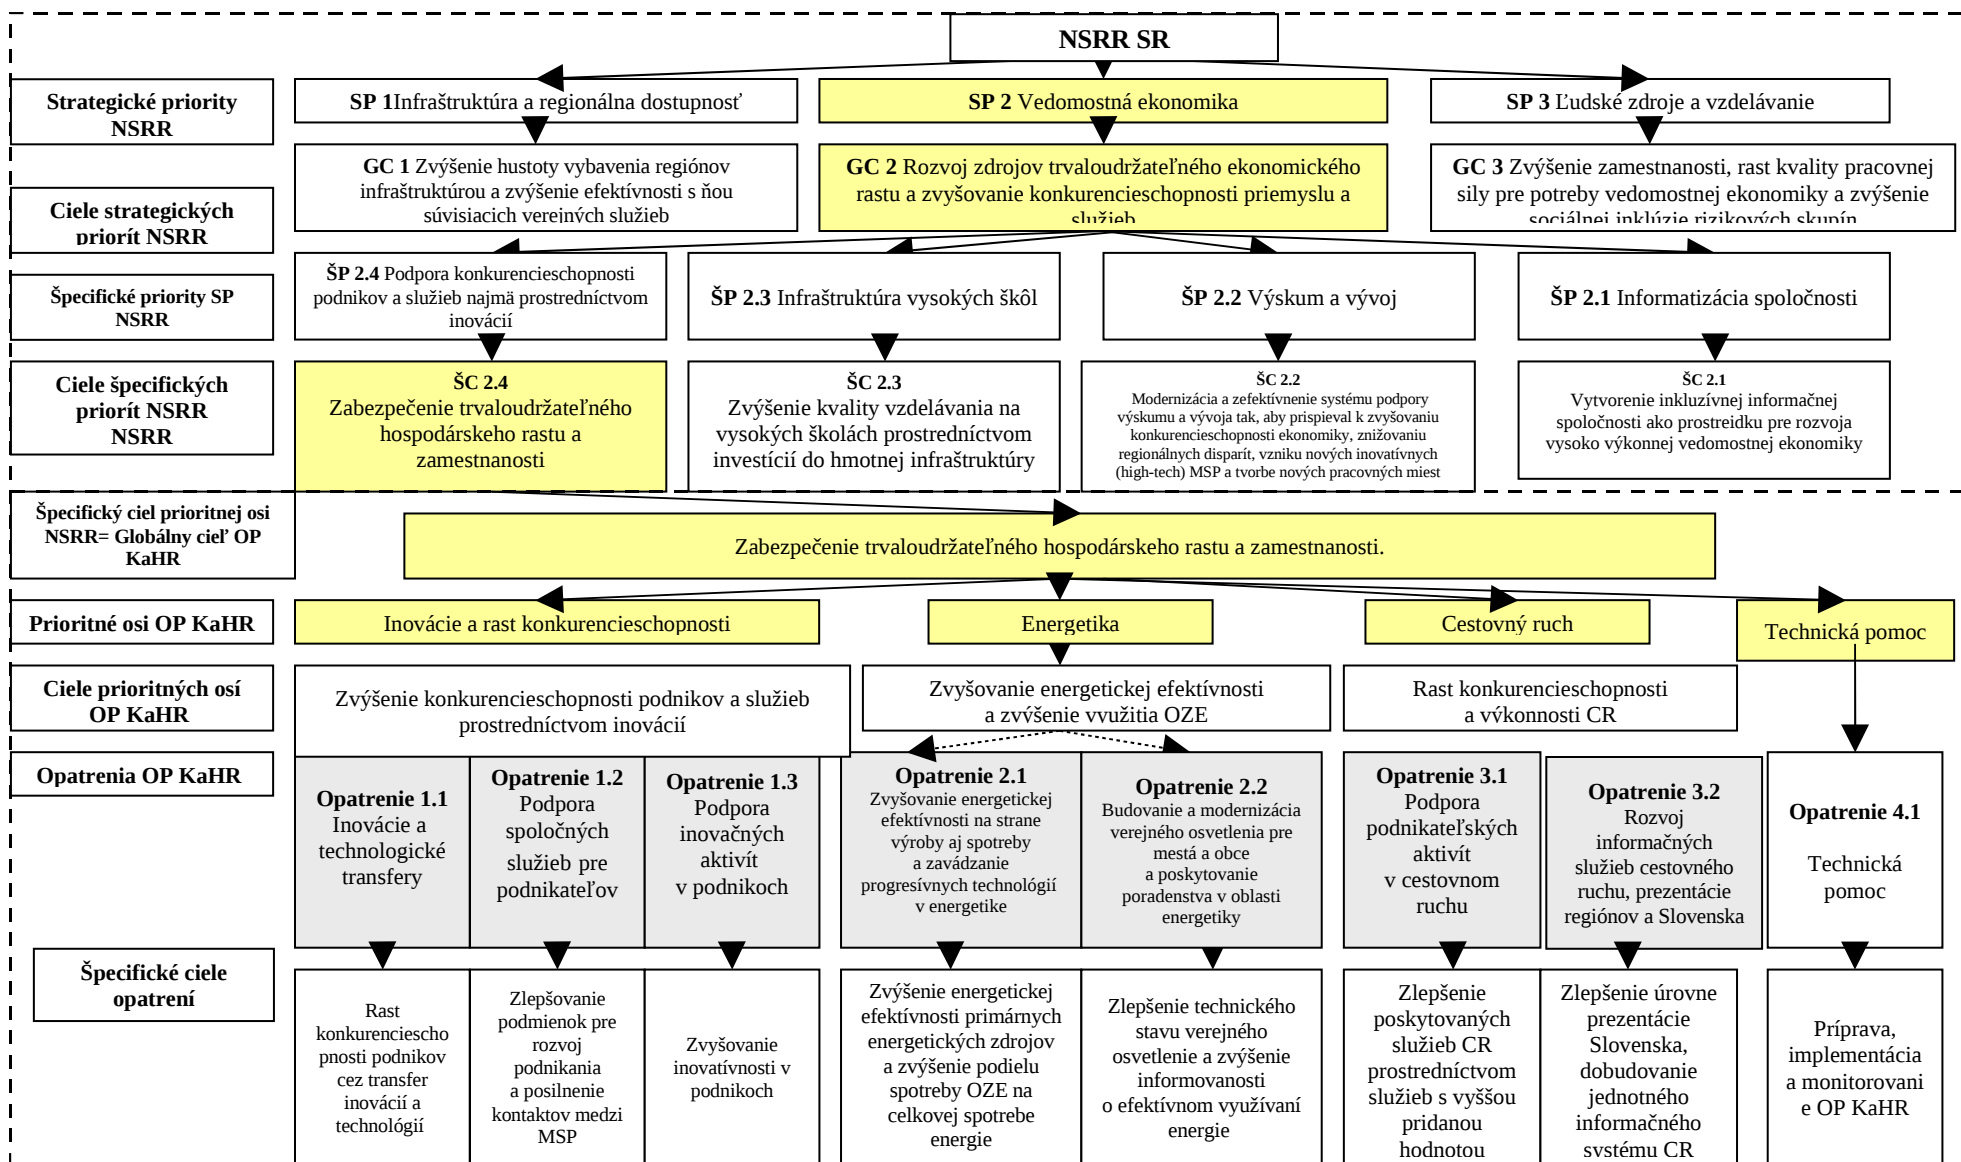 NSRR SR
Strategické priority
NSRR
SP 1Infraštruktúra a regionálna dostupnosť
SP 2 Vedomostná ekonomika
SP 3 Ľudské zdroje a vzdelávanie
Ciele strategických
priorít NSRR
GC 1 Zvýšenie hustoty vybavenia regiónov
infraštruktúrou a zvýšenie efektívnosti s ňou
súvisiacich verejných služieb
GC 2 Rozvoj zdrojov trvaloudržateľného ekonomického
rastu a zvyšovanie konkurencieschopnosti priemyslu a
služieb
GC 3 Zvýšenie zamestnanosti, rast kvality pracovnej
sily pre potreby vedomostnej ekonomiky a zvýšenie
sociálnej inklúzie rizikových skupín
Špecifické priority SP
NSRR
ŠP 2.4 Podpora konkurencieschopnosti
podnikov a služieb najmä prostredníctvom
inovácií
ŠP 2.3 Infraštruktúra vysokých škôl
ŠP 2.2 Výskum a vývoj
ŠP 2.1 Informatizácia spoločnosti
Ciele špecifických
priorít NSRR
NSRR
ŠC 2.4
Zabezpečenie trvaloudržateľného
hospodárskeho rastu a
zamestnanosti
ŠC 2.3
Zvýšenie kvality vzdelávania na
vysokých školách prostredníctvom
investícií do hmotnej infraštruktúry
ŠC 2.2
Modernizácia a zefektívnenie systému podpory
výskumu a vývoja tak, aby prispieval k zvyšovaniu
konkurencieschopnosti ekonomiky, znižovaniu
regionálnych disparít, vzniku nových inovatívnych
(high-tech) MSP a tvorbe nových pracovných miest
ŠC 2.1
Vytvorenie inkluzívnej informačnej
spoločnosti ako prostreidku pre rozvoja
vysoko výkonnej vedomostnej ekonomiky
Špecifický ciel prioritnej osi
NSRR= Globálny cieľ OP
KaHR
Zabezpečenie trvaloudržateľného hospodárskeho rastu a zamestnanosti.
Prioritné osi OP KaHR
Inovácie a rast konkurencieschopnosti
Energetika
Cestovný ruch
Technická pomoc
Ciele prioritných osí
OP KaHR
Zvýšenie konkurencieschopnosti podnikov a služieb
prostredníctvom inovácií
Zvyšovanie energetickej efektívnosti
a zvýšenie využitia OZE
Rast konkurencieschopnosti
a výkonnosti CR
Opatrenia OP KaHR
Opatrenie 1.1
Inovácie a
technologické
transfery
Opatrenie 1.2
Podpora
spoločných
služieb pre
podnikateľov
Opatrenie 1.3
Podpora
inovačných
aktivít
v podnikoch
Opatrenie 2.1
Zvyšovanie energetickej
efektívnosti na strane
výroby aj spotreby
a zavádzanie
progresívnych technológií
v energetike
Opatrenie 2.2
Budovanie a modernizácia
verejného osvetlenia pre
mestá a obce
a poskytovanie
poradenstva v oblasti
energetiky
Opatrenie 3.1
Podpora
podnikateľských
aktivít
v cestovnom
ruchu
Opatrenie 3.2
Rozvoj
informačných
služieb cestovného
ruchu, prezentácie
regiónov a Slovenska
Opatrenie 4.1
Technická
pomoc
Špecifické ciele
opatrení
Rast
konkurenciescho
pnosti podnikov
cez transfer
inovácií a
technológií
Zlepšovanie
podmienok pre
rozvoj
podnikania
a posilnenie
kontaktov medzi
MSP
Zvyšovanie
inovatívnosti v
podnikoch
Zvýšenie energetickej
efektívnosti primárnych
energetických zdrojov
a zvýšenie podielu
spotreby OZE na
celkovej spotrebe
energie
Zlepšenie technického
stavu verejného
osvetlenie a zvýšenie
informovanosti
o efektívnom využívaní
energie
Zlepšenie
poskytovaných
služieb CR
prostredníctvom
služieb s vyššou
pridanou
hodnotou
Zlepšenie úrovne
prezentácie
Slovenska,
dobudovanie
jednotného
informačného
systému CR
Príprava,
implementácia
a monitorovani
e OP KaHR